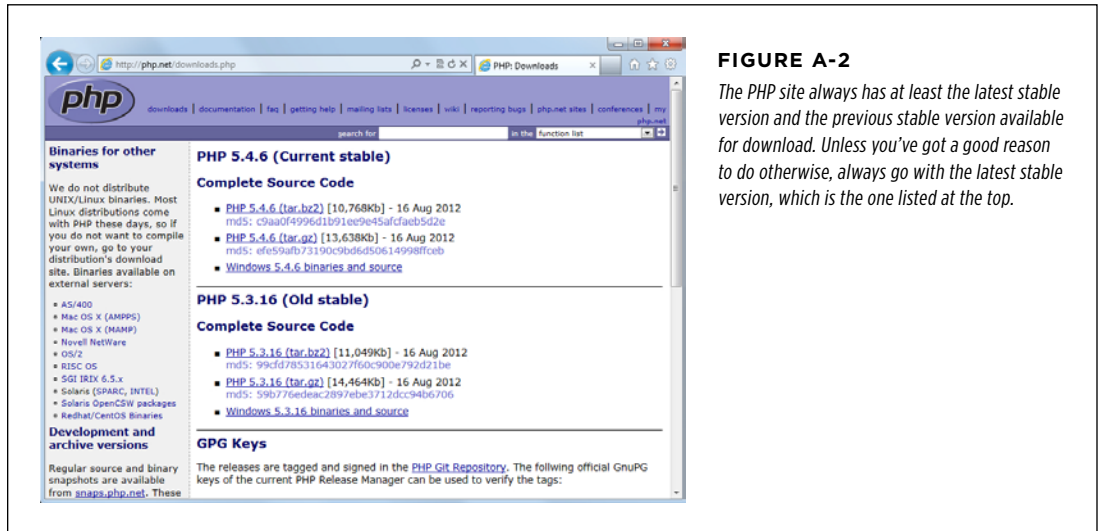 http://php.net/downloads.php
PHP: Downloads
php
downloads | documentation | faq | getting help | mailing lists | licenses | wiki | reporting bugs | php.net sites | conferences | my
php.net
search for in the function list
Binaries for other
systems
We do not distribute
UNIX/Linux binaries. Most
Linux distributions come
with PHP these days, so if
you do not want to compile
your own, go to your
distribution's download
site. Binaries available on
external servers:
AS/400
Mac OS X (AMPPS)
Mac OS X (MAMP)
Novell NetWare
OS/2
RISC OS
SGI IRIX 6.5.x
Solaris (SPARC, INTEL)
Solaris OpenCSW packages
Redhat/CentOS Binaries
Development and
archive versions
Regular source and binary
snapshots are available
from snaps.php.net. These
PHP 5.4.6 (Current stable)
Complete Source Code
PHP 5.4.6 (tar.bz2) [10,768Kb] - 16 Aug 2012
md5: c9aa0f4996d1b91ee9e45afcfaeb5d2e
PHP 5.4.6 (tar.gz) [13,638Kb] - 16 Aug 2012
md5: efe59afb73190c9bd6d50614998ffceb
Windows 5.4.6 binaries and source
PHP 5.3.16 (Old stable)
Complete Source Code
PHP 5.3.16 (tar.bz2) [11,049Kb] - 16 Aug 2012
md5: 99cfd78531643027f60c900e792d21be
PHP 5.3.16 (tar.gz) [14,464Kb] - 16 Aug 2012
md5: 59b776edeac2897ebe3712dcc94b6706
Windows 5.3.16 binaries and source
GPG Keys
The releases are tagged and signed in the PHP Git Repository. The follwing official GnuPG
keys of the current PHP Release Manager can be used to verify the tags:
FIGURE A-2
The PHP site always has at least the latest stable
version and the previous stable version available
for download. Unless you've got a good reason
to do otherwise, always go with the latest stable
version, which is the one listed at the top.